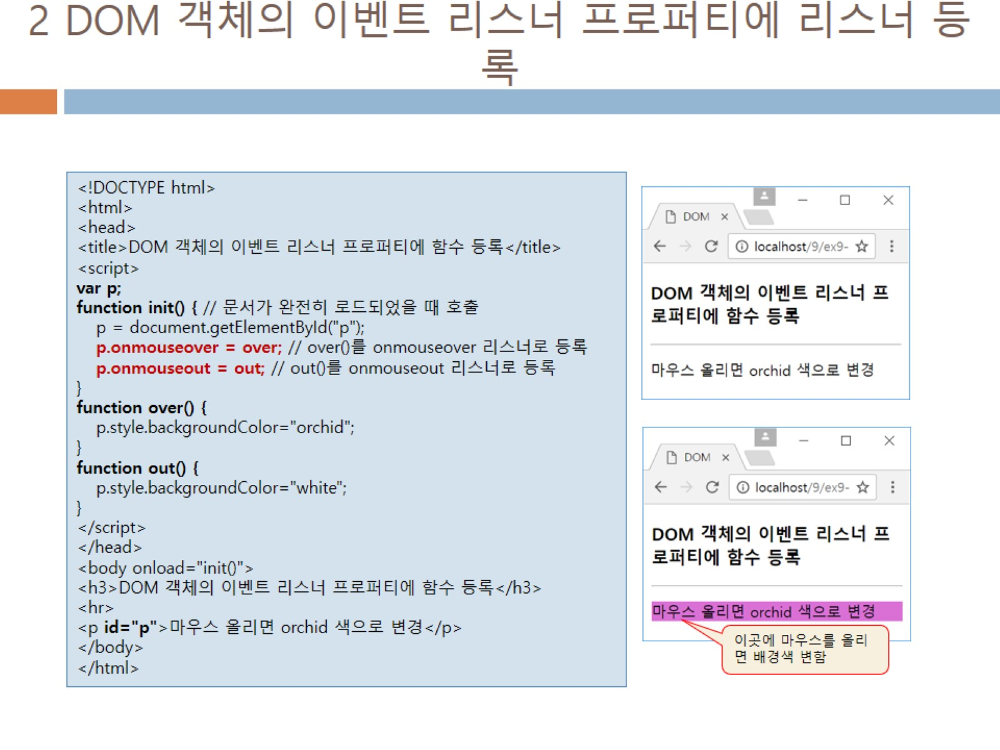 2 DOM 객체의 이벤트 리스너 프로퍼티에 리스너 등
록
<!DOCTYPE html>
<html>
<head>
<title>DOM 객체의 이벤트 리스너 프로퍼티에 함수 등록</title>
<script>
var p;
function init() { // 문서가 완전히 로드되었을 때 호출
p = document.getElementById("p");
p.onmouseover = over; // over()를 onmouseover 리스너로 등록
p.onmouseout = out; // out()를 onmouseout 리스너로 등록
}
function over() {
p.style.backgroundColor="orchid";
}
function out() {
p.style.backgroundColor="white";
}
</script>
</head>
<body onload="init()">
<h3>DOM 객체의 이벤트 리스너 프로퍼티에 함수 등록</h3>
<hr>
<p id="p">마우스 올리면 orchid 색으로 변경</p>
</body>
</html>
DOM
localhost/9/ex9-
DOM 객체의 이벤트 리스너 프
로퍼티에 함수 등록
마우스 올리면 orchid 색으로 변경
DOM
localhost/9/ex9-
DOM 객체의 이벤트 리스너 프
로퍼티에 함수 등록
마우스 올리면 orchid 색으로 변경
이곳에 마우스를 올리
면 배경색 변함